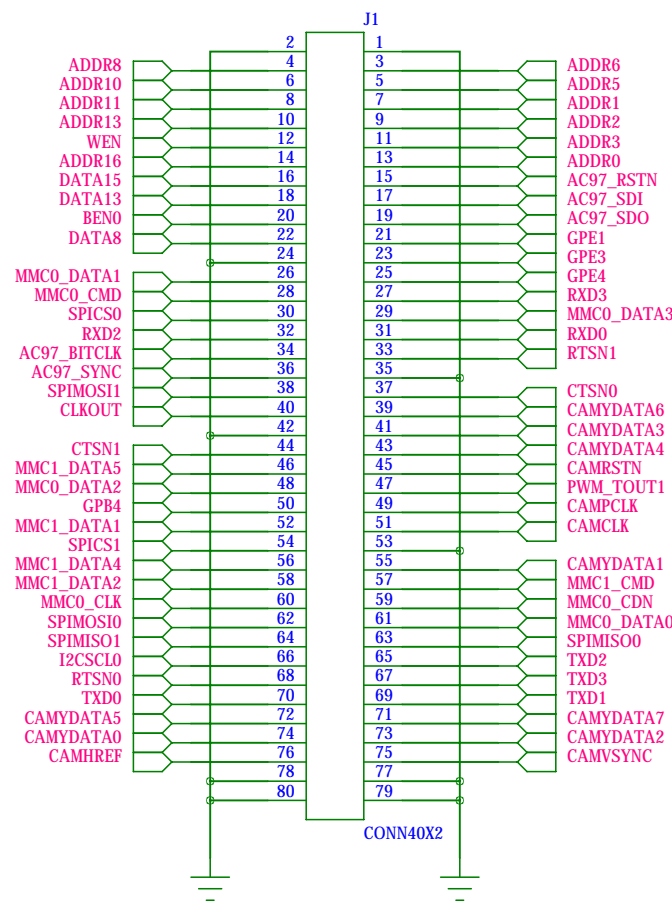 J1
2 1
ADDR8 4 3 ADDR6
ADDR10 6 5 ADDR5
ADDR11 8 7 ADDR1
ADDR13 10 9 ADDR2
WEN 12 11 ADDR3
ADDR16 14 13 ADDR0
DATA15 16 15 AC97_RSTN
DATA13 18 17 AC97_SDI
BEN0 20 19 AC97_SDO
DATA8 22 21 GPE1
24 23 GPE3
MMC0_DATA1 26 25 GPE4
MMC0_CMD 28 27 RXD3
SPICS0 30 29 MMC0_DATA3
RXD2 32 31 RXD0
AC97_BITCLK 34 33 RTSN1
AC97_SYNC 36 35
SPIMOSI1 38 37 CTSN0
CLKOUT 40 39 CAMYDATA6
42 41 CAMYDATA3
CTSN1 44 43 CAMYDATA4
MMC1_DATA5 46 45 CAMRSTN
MMC0_DATA2 48 47 PWM_TOUT1
GPB4 50 49 CAMPCLK
MMC1_DATA1 52 51 CAMCLK
SPICS1 54 53
MMC1_DATA4 56 55 CAMYDATA1
MMC1_DATA2 58 57 MMC1_CMD
MMC0_CLK 60 59 MMC0_CDN
SPIMOSI0 62 61 MMC0_DATA0
SPIMISO1 64 63 SPIMISO0
I2CSCL0 66 65 TXD2
RTSN0 68 67 TXD3
TXD0 70 69 TXD1
CAMYDATA5 72 71 CAMYDATA7
CAMYDATA0 74 73 CAMYDATA2
CAMHREF 76 75 CAMVSYNC
78 77
80 79
CONN40X2